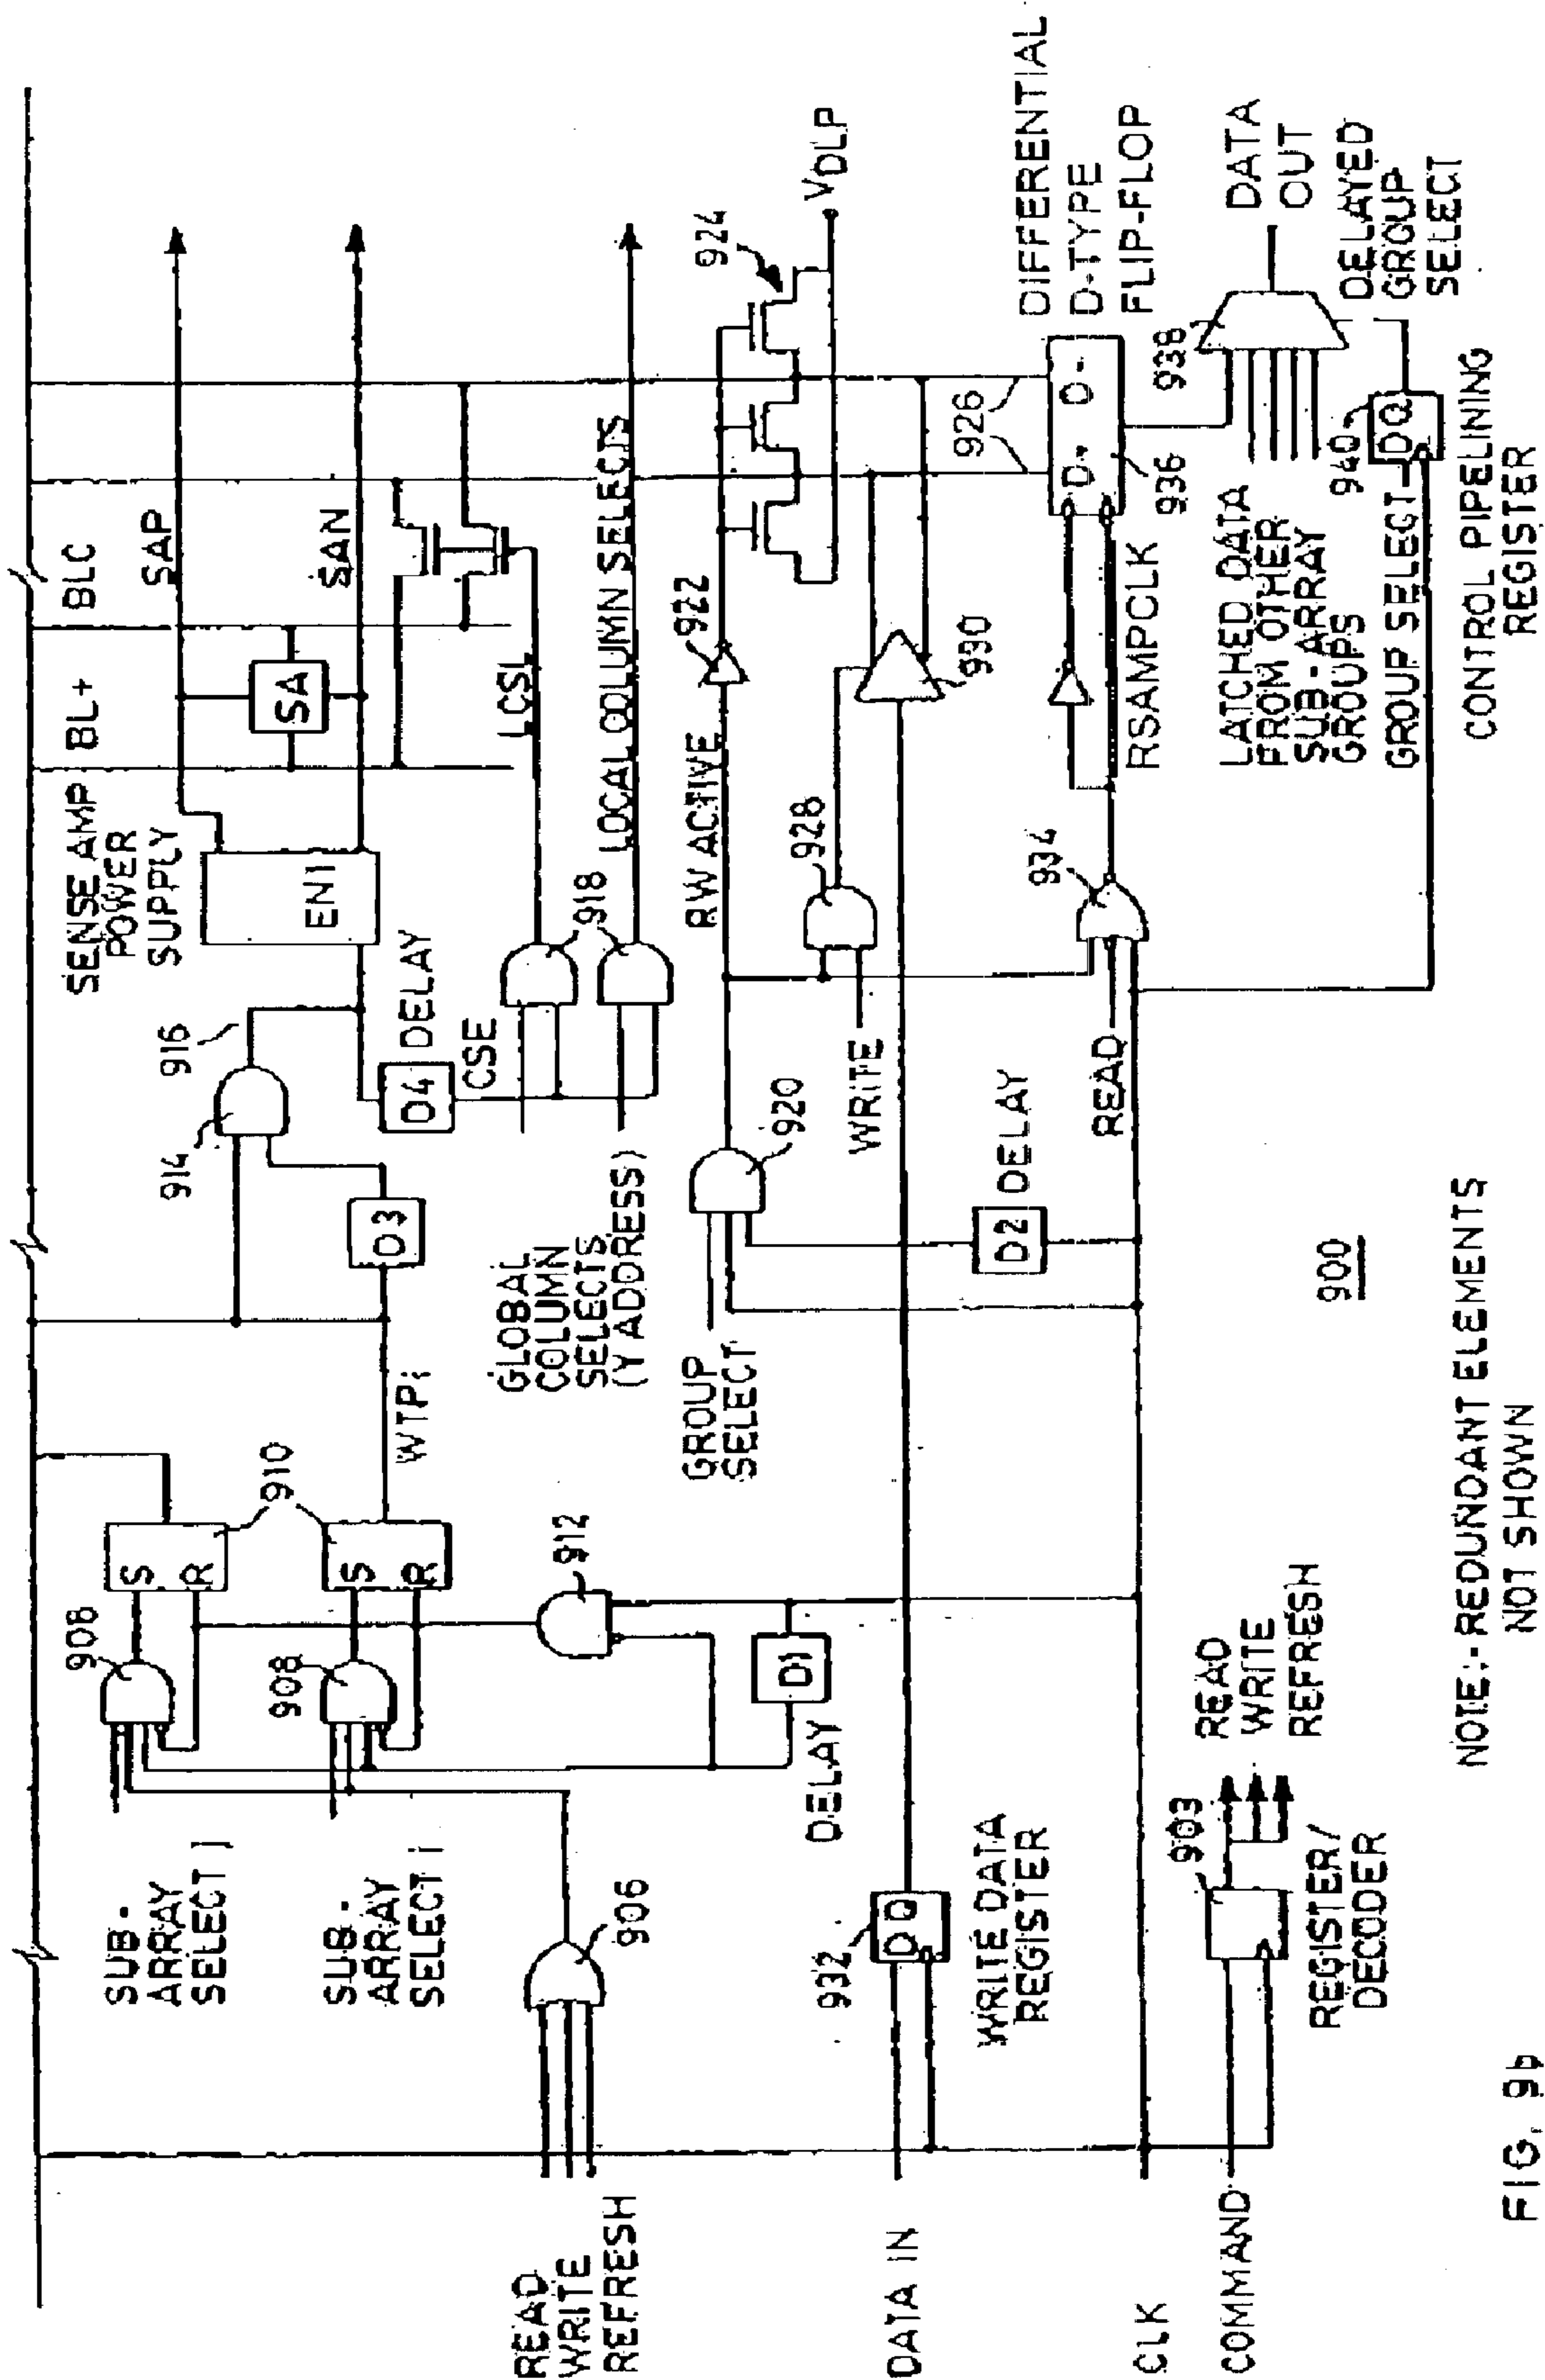 SENSE AMP
POWER
SUPPLY
BL+
BLC
SAP
SAN
SA
EN1
916
914
D4
DELAY
CSE
918
LCSL
LOCAL COLUMN SELECTS
D3
WTPi
GLOBAL
COLUMN
SELECTS
(Y ADDRESS)
SUB-
ARRAY
SELECT j
908
S
R
910
SUB-
ARRAY
SELECT i
908
S
R
912
READ
WRITE
REFRESH
906
D1
DELAY
GROUP
SELECT
920
RW ACTIVE
922
924
VDLP
928
WRITE
930
926
D2
DELAY
READ
934
RSAMPCLK
D+
D-
936
DIFFERENTIAL
D-TYPE
FLIP-FLOP
DATA IN
932
D Q
WRITE DATA
REGISTER
CLK
COMMAND
903
REGISTER/
DECODER
READ
WRITE
REFRESH
LATCHED DATA
FROM OTHER
SUB-ARRAY
GROUPS
938
DATA
OUT
GROUP SELECT
940
DQ
DELAYED
GROUP
SELECT
CONTROL PIPELINING
REGISTER
900
NOTE:- REDUNDANT ELEMENTS
NOT SHOWN
FIG. 9b